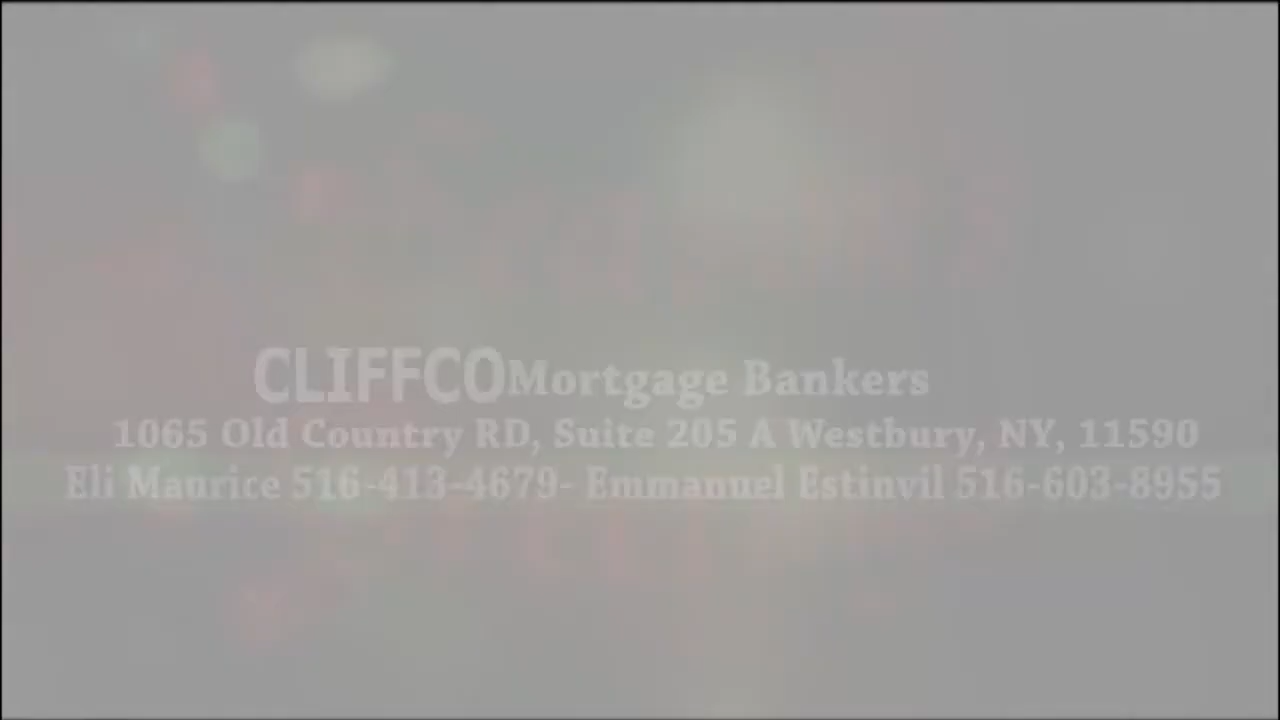 CLIFFCO Mortgage Bankers
1065 Old Country RD, Suite 205 A Westbury, NY, 11590
Eli Maurice 516-413-4679- Emmanuel Estinvil 516-603-8955